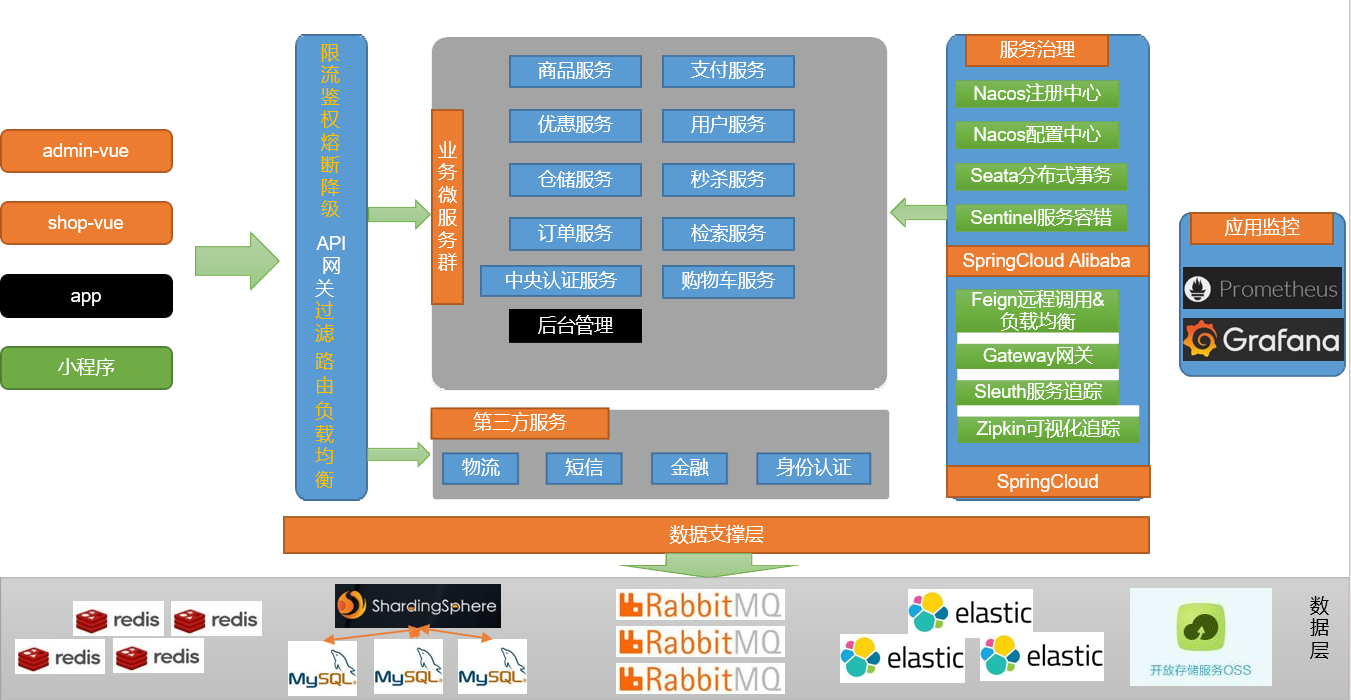 admin-vue
shop-vue
app
小程序
限流鉴权熔断降级
API
网关过滤
路由
负载均衡
业务微服务群
商品服务
支付服务
优惠服务
用户服务
仓储服务
秒杀服务
订单服务
检索服务
中央认证服务
购物车服务
后台管理
第三方服务
物流
短信
金融
身份认证
服务治理
Nacos注册中心
Nacos配置中心
Seata分布式事务
Sentinel服务容错
SpringCloud Alibaba
Feign远程调用&
负载均衡
Gateway网关
Sleuth服务追踪
Zipkin可视化追踪
SpringCloud
应用监控
Prometheus
Grafana
数据支撑层
redis
redis
redis
redis
ShardingSphere
MySQL
MySQL
MySQL
RabbitMQ
RabbitMQ
RabbitMQ
elastic
elastic
elastic
开放存储服务OSS
数据层